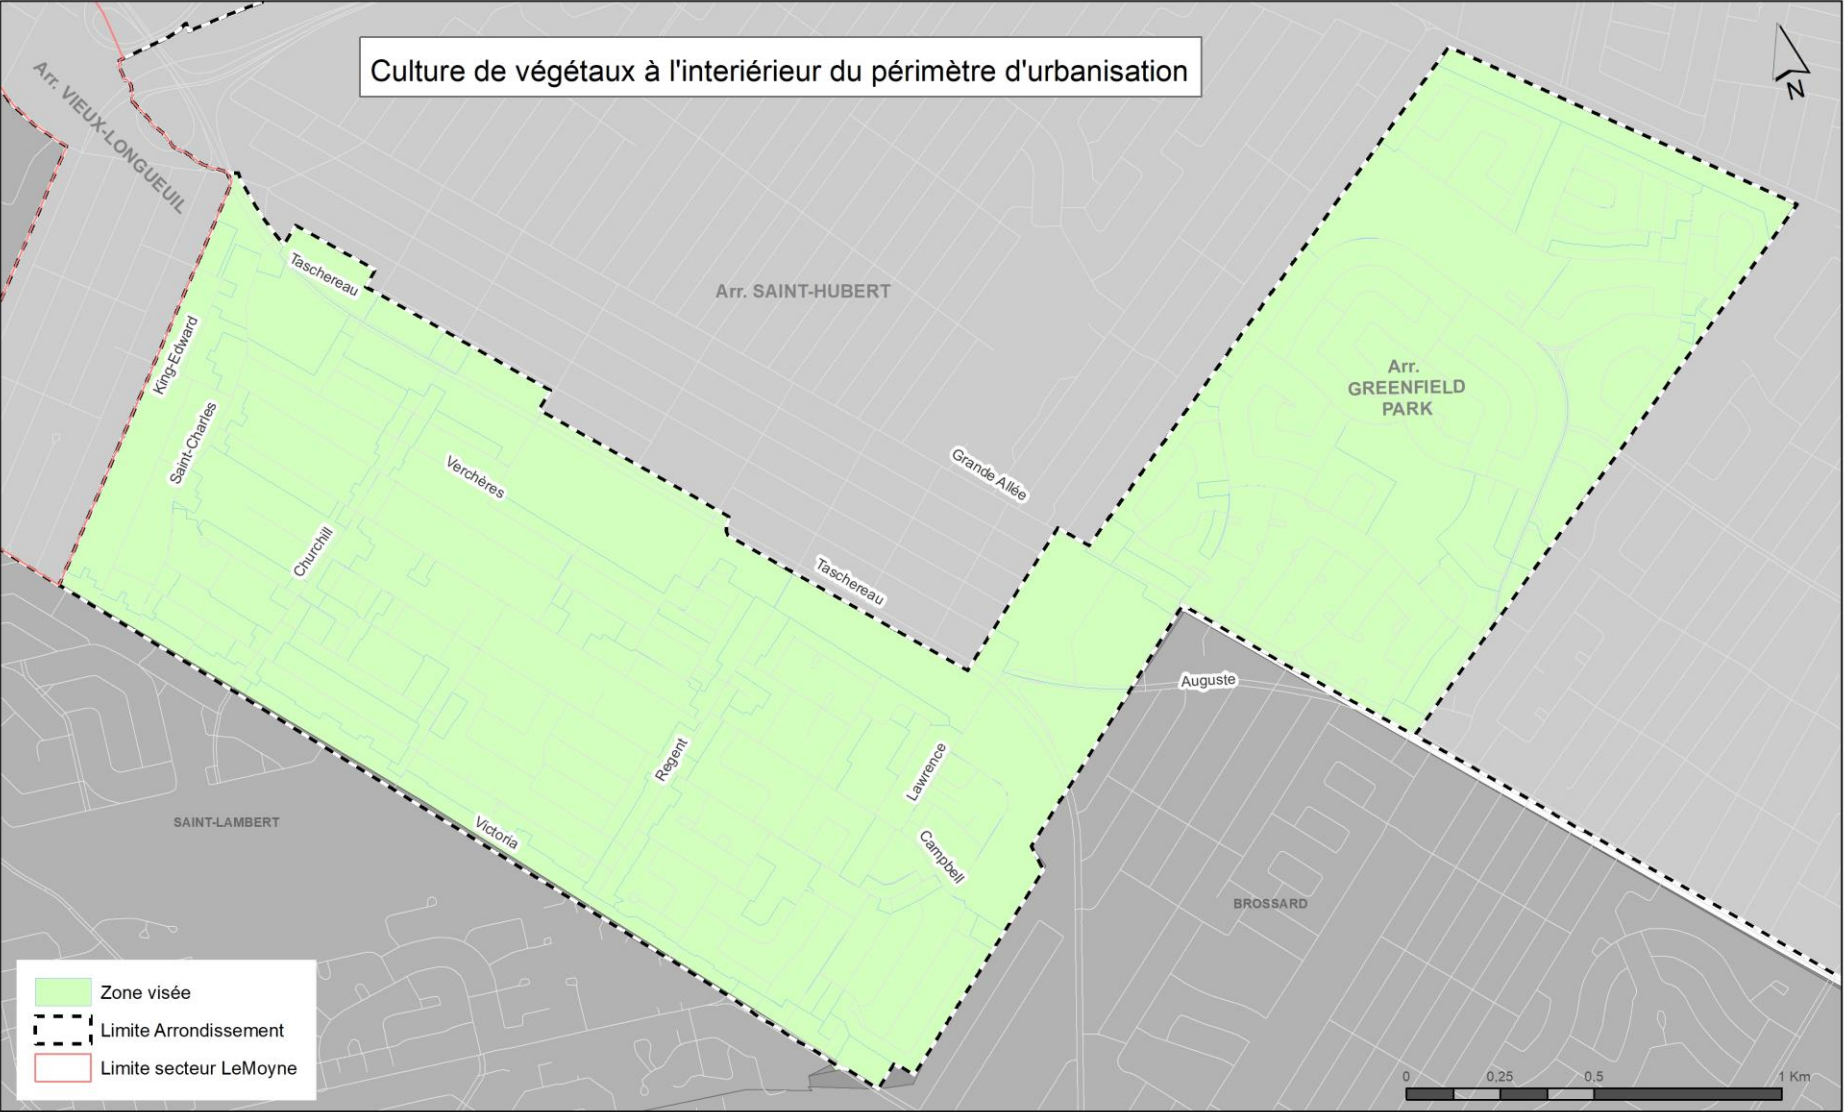 Culture de végétaux à l'interiérieur du périmètre d'urbanisation
N
Arr. VIEUX-LONGUEUIL
Taschereau
Arr. SAINT-HUBERT
King-Edward
Arr.
GREENFIELD
PARK
Saint-Charles
Verchères
Grande Allée
Churchill
Taschereau
Auguste
Regent
Lawrence
Victoria
SAINT-LAMBERT
Campbell
BROSSARD
Zone visée
Limite Arrondissement
Limite secteur LeMoyne
0 0,25 0,5 1 Km